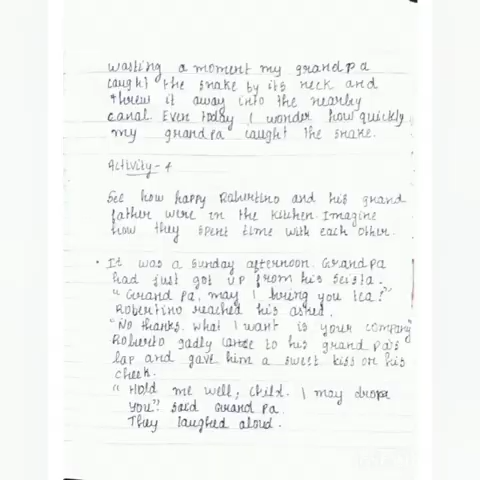 wasting a moment my grandpa
caught the snake by its neck and
threw it away into the nearby
canal. Even today I wonder how quickly
my grandpa caught the snake.
Activity - 4
See how happy Robertino and his grand
father were in the kitchen. Imagine
how they spent time with each other.
It was a Sunday afternoon. Grandpa
had just got up from his seista.
"Grand pa, may I bring you tea?"
Robertino reached his asked.
"No thanks. What I want is your company
Roberto gadly came to his grand pa's
lap and gave him a sweet kiss on his
cheek.
"Hold me well, child. I may drop
you". Said Grand pa.
They laughed aloud.